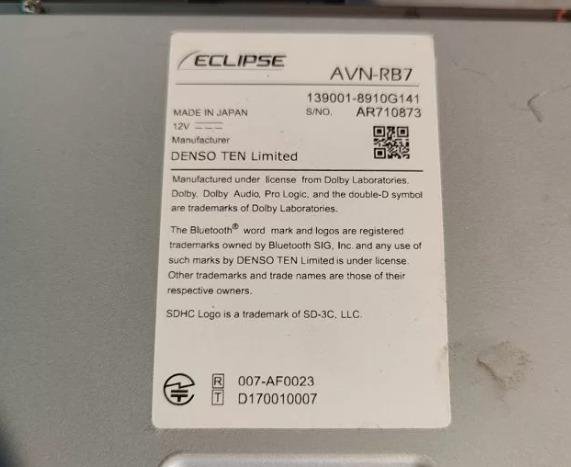 ECLIPSE
AVN-RB7
139001-8910G141
MADE IN JAPAN
S/NO. AR710873
12V
Manufacturer
DENSO TEN Limited
Manufactured under license from Dolby Laboratories.
Dolby, Dolby Audio, Pro Logic, and the double-D symbol
are trademarks of Dolby Laboratories.
The Bluetooth® word mark and logos are registered
trademarks owned by Bluetooth SIG, Inc. and any use of
such marks by DENSO TEN Limited is under license.
Other trademarks and trade names are those of their
respective owners.
SDHC Logo is a trademark of SD-3C, LLC.
R 007-AF0023
T D170010007